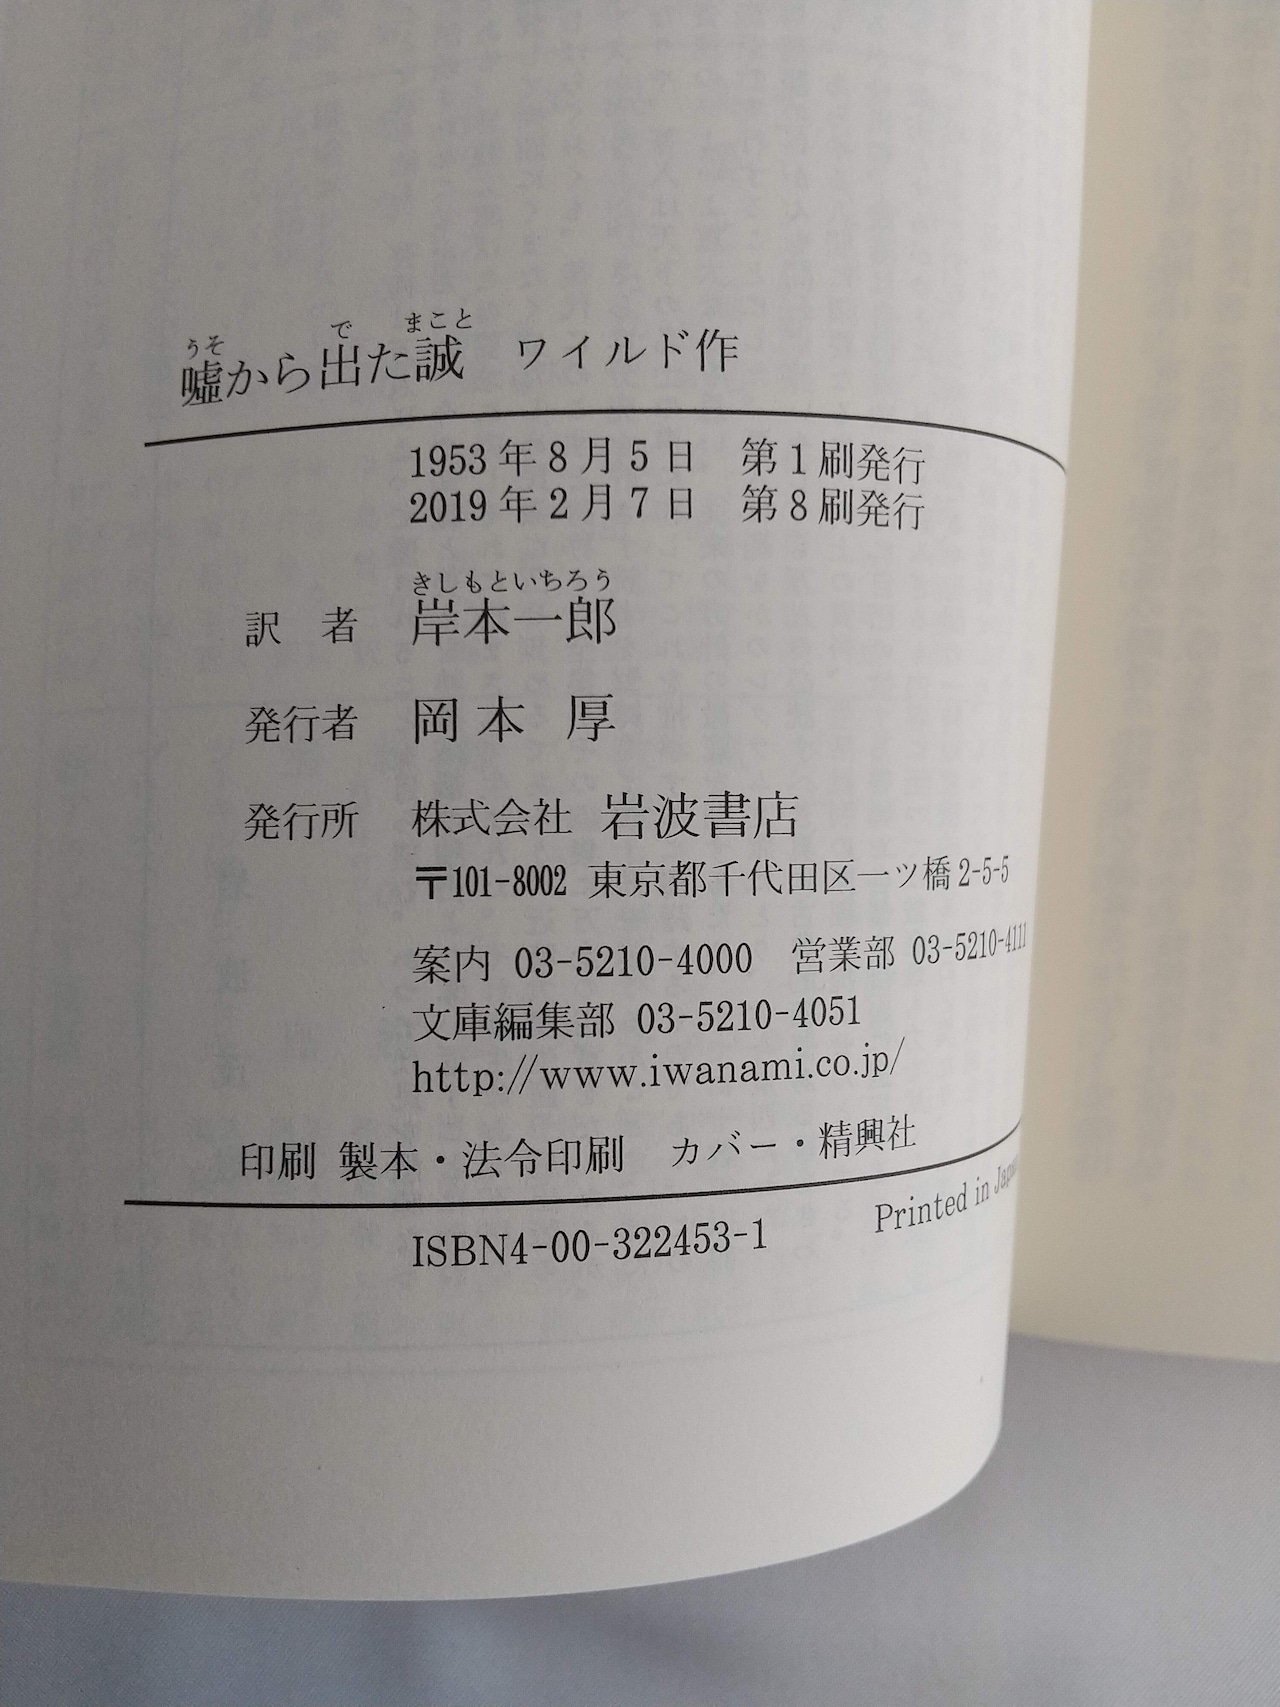 嘘から出た誠 ワイルド作
うそ で まこと
1953年8月5日 第1刷発行
2019年2月7日 第8刷発行
きしもといちろう
訳 者 岸本一郎
発行者 岡本 厚
発行所 株式会社 岩波書店
〒101-8002 東京都千代田区一ツ橋2-5-5
案内 03-5210-4000 営業部 03-5210-4111
文庫編集部 03-5210-4051
http://www.iwanami.co.jp/
印刷 製本・法令印刷 カバー・精興社
ISBN4-00-322453-1 Printed in Japan